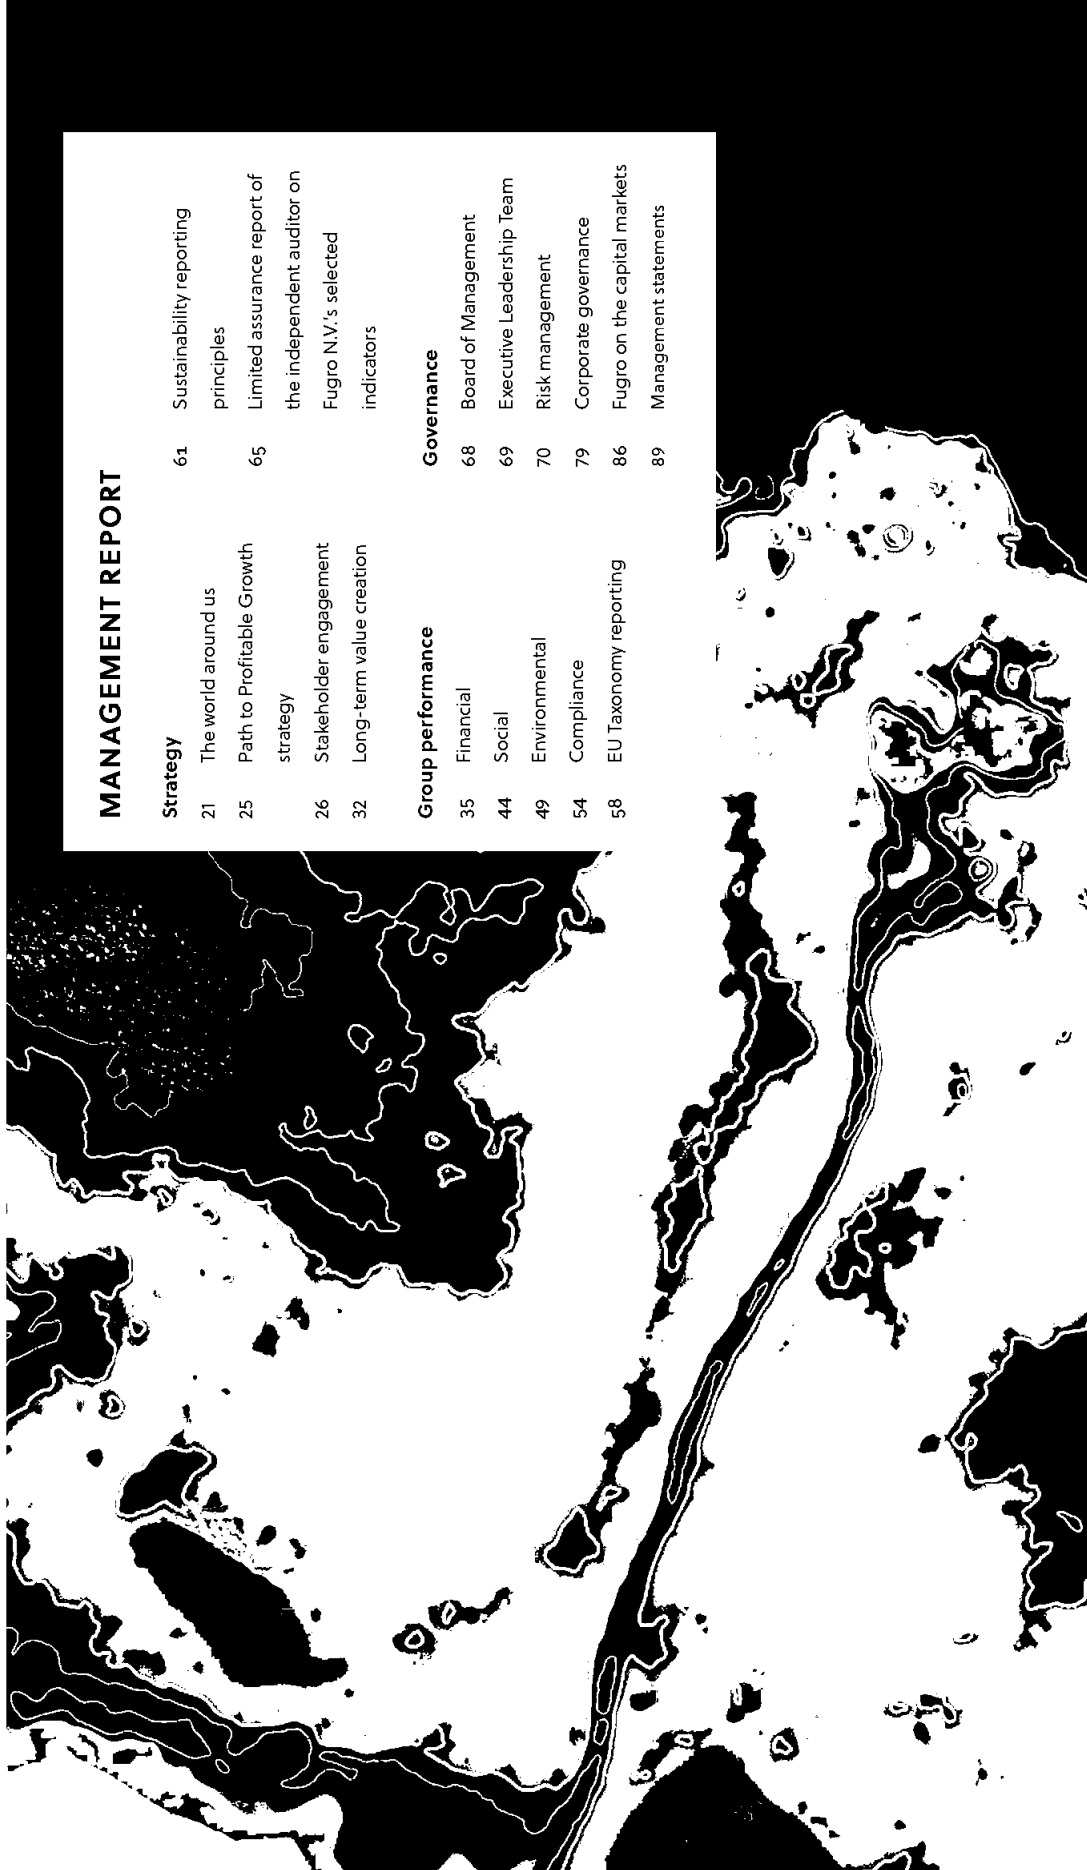 MANAGEMENT REPORT
Strategy
21 The world around us
25 Path to Profitable Growth
strategy
26 Stakeholder engagement
32 Long-term value creation
Group performance
35 Financial
44 Social
49 Environmental
54 Compliance
58 EU Taxonomy reporting
61 Sustainability reporting
principles
65 Limited assurance report of
the independent auditor on
Fugro N.V.'s selected
indicators
Governance
68 Board of Management
69 Executive Leadership Team
70 Risk management
79 Corporate governance
86 Fugro on the capital markets
89 Management statements